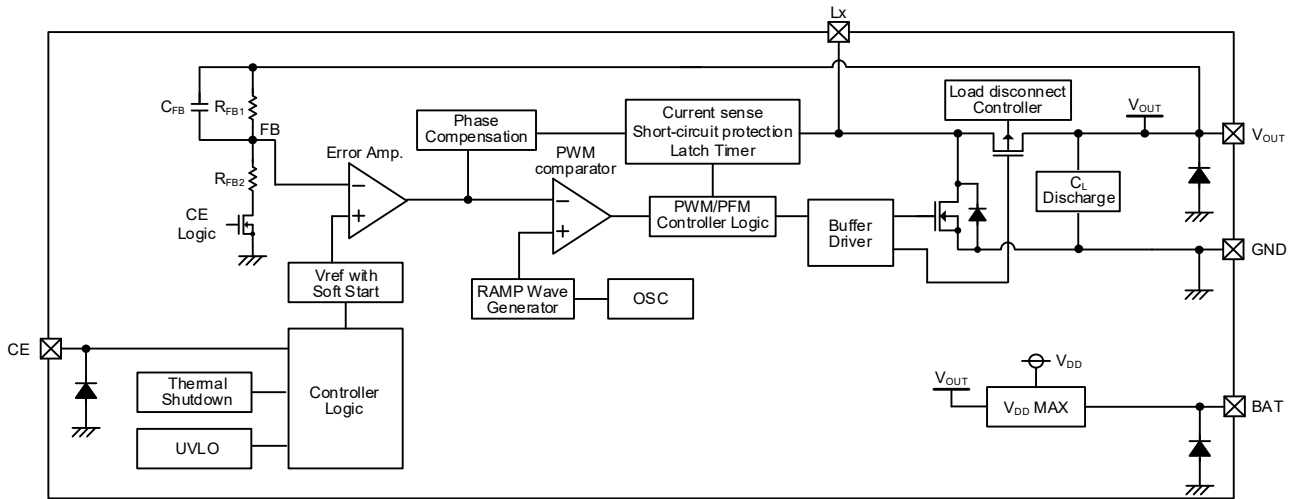 Lx
Load disconnect
Controller
VOUT
VOUT
CFB
RFB1
FB
Phase
Compensation
Current sense
Short-circuit protection
Latch Timer
Error Amp.
PWM
comparator
RFB2
CE
Logic
PWM/PFM
Controller Logic
Buffer
Driver
CL
Discharge
GND
Vref with
Soft Start
RAMP Wave
Generator
OSC
CE
Controller
Logic
Thermal
Shutdown
UVLO
VDD
VOUT
VDD MAX
BAT